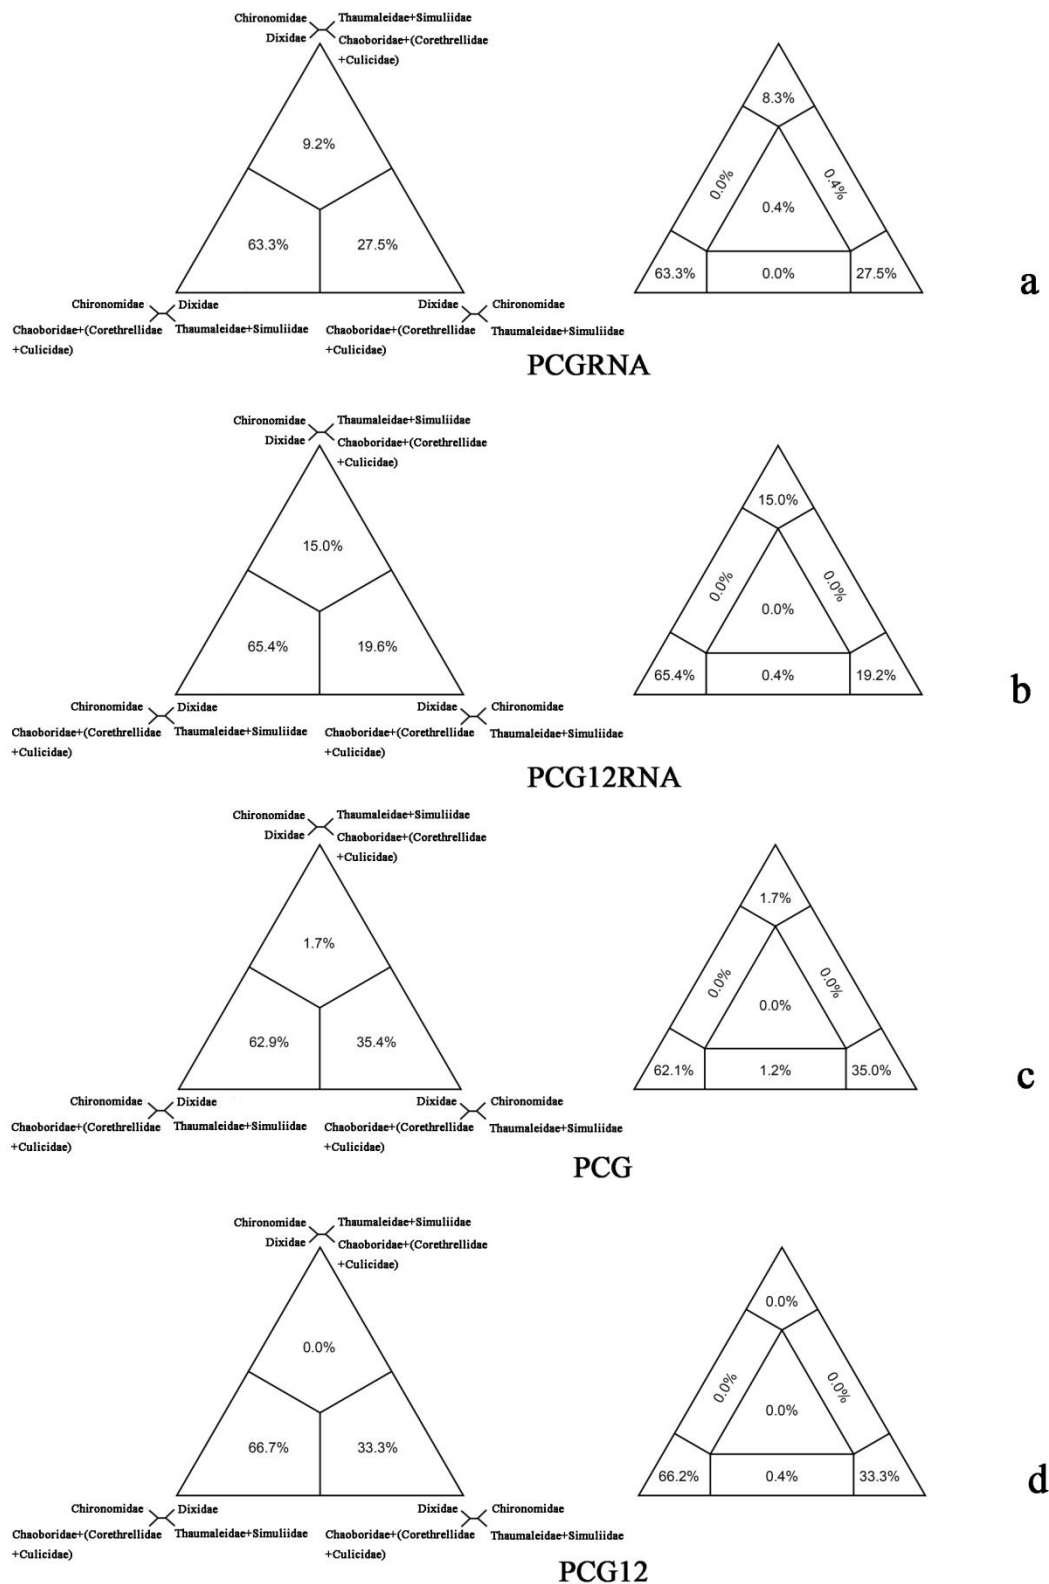 Chironomidae Thaumaleidae+Simuliidae
Dixidae Chaoboridae+(Corethrellidae
+Culicidae)
9.2%
63.3% 27.5%
Chironomidae Dixidae
Chaoboridae+(Corethrellidae Thaumaleidae+Simuliidae
+Culicidae)
Dixidae Chironomidae
Chaoboridae+(Corethrellidae Thaumaleidae+Simuliidae
+Culicidae)
8.3%
0.0% 0.4%
0.4%
63.3% 0.0% 27.5%
a
PCGRNA
Chironomidae Thaumaleidae+Simuliidae
Dixidae Chaoboridae+(Corethrellidae
+Culicidae)
15.0%
65.4% 19.6%
Chironomidae Dixidae
Chaoboridae+(Corethrellidae Thaumaleidae+Simuliidae
+Culicidae)
Dixidae Chironomidae
Chaoboridae+(Corethrellidae Thaumaleidae+Simuliidae
+Culicidae)
15.0%
0.0% 0.0%
0.0%
65.4% 0.4% 19.2%
b
PCG12RNA
Chironomidae Thaumaleidae+Simuliidae
Dixidae Chaoboridae+(Corethrellidae
+Culicidae)
1.7%
62.9% 35.4%
Chironomidae Dixidae
Chaoboridae+(Corethrellidae Thaumaleidae+Simuliidae
+Culicidae)
Dixidae Chironomidae
Chaoboridae+(Corethrellidae Thaumaleidae+Simuliidae
+Culicidae)
1.7%
0.0% 0.0%
0.0%
62.1% 1.2% 35.0%
c
PCG
Chironomidae Thaumaleidae+Simuliidae
Dixidae Chaoboridae+(Corethrellidae
+Culicidae)
0.0%
66.7% 33.3%
Chironomidae Dixidae
Chaoboridae+(Corethrellidae Thaumaleidae+Simuliidae
+Culicidae)
Dixidae Chironomidae
Chaoboridae+(Corethrellidae Thaumaleidae+Simuliidae
+Culicidae)
0.0%
0.0% 0.0%
0.0%
66.2% 0.4% 33.3%
d
PCG12